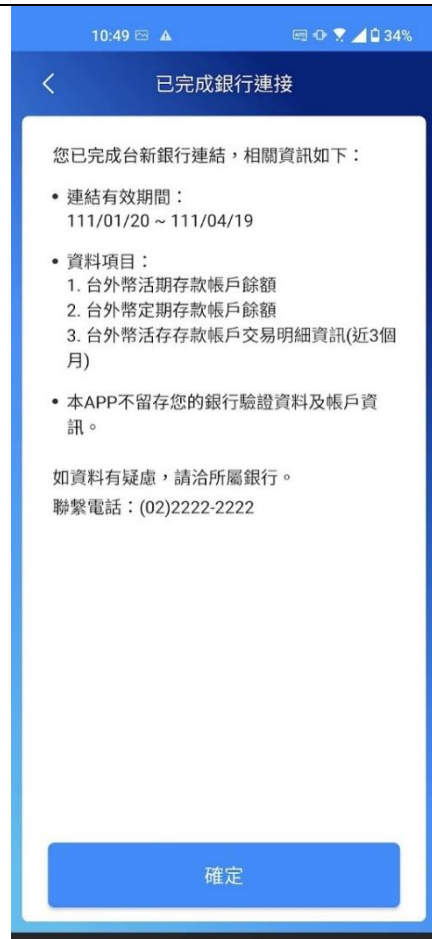 10:49
34%
已完成銀行連接
您已完成台新銀行連結，相關資訊如下：
• 連結有效期間：
111/01/20 ~ 111/04/19
• 資料項目：
1. 台外幣活期存款帳戶餘額
2. 台外幣定期存款帳戶餘額
3. 台外幣活存存款帳戶交易明細資訊(近3個
月)
• 本APP不留存您的銀行驗證資料及帳戶資
訊。
如資料有疑慮，請洽所屬銀行。
聯繫電話：(02)2222-2222
確定